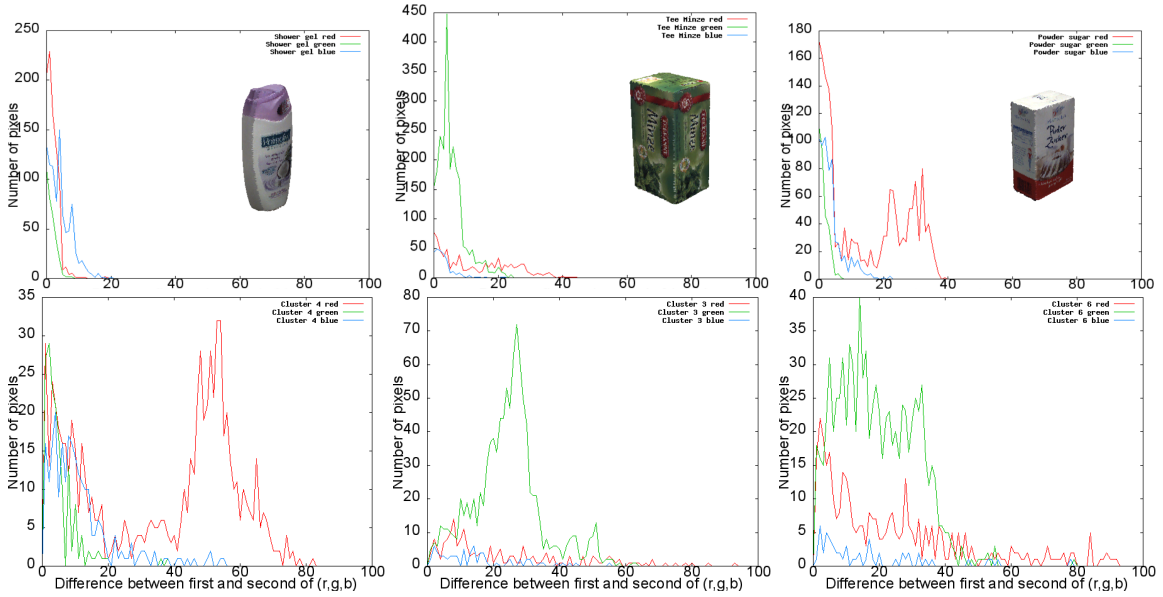 Number of pixels
250
200
150
100
50
0
0 20 40 60 80 100
Shower gel red
Shower gel green
Shower gel blue
Number of pixels
450
400
350
300
250
200
150
100
50
0
0 20 40 60 80 100
Tee Minze red
Tee Minze green
Tee Minze blue
Minze
Minze
Number of pixels
180
160
140
120
100
80
60
40
20
0
0 20 40 60 80 100
Powder sugar red
Powder sugar green
Powder sugar blue
Number of pixels
35
30
25
20
15
10
5
0
0 20 40 60 80 100
Difference between first and second of (r,g,b)
Cluster 4 red
Cluster 4 green
Cluster 4 blue
Number of pixels
80
70
60
50
40
30
20
10
0
0 20 40 60 80 100
Difference between first and second of (r,g,b)
Cluster 3 red
Cluster 3 green
Cluster 3 blue
Number of pixels
40
35
30
25
20
15
10
5
0
0 20 40 60 80 100
Difference between first and second of (r,g,b)
Cluster 6 red
Cluster 6 green
Cluster 6 blue